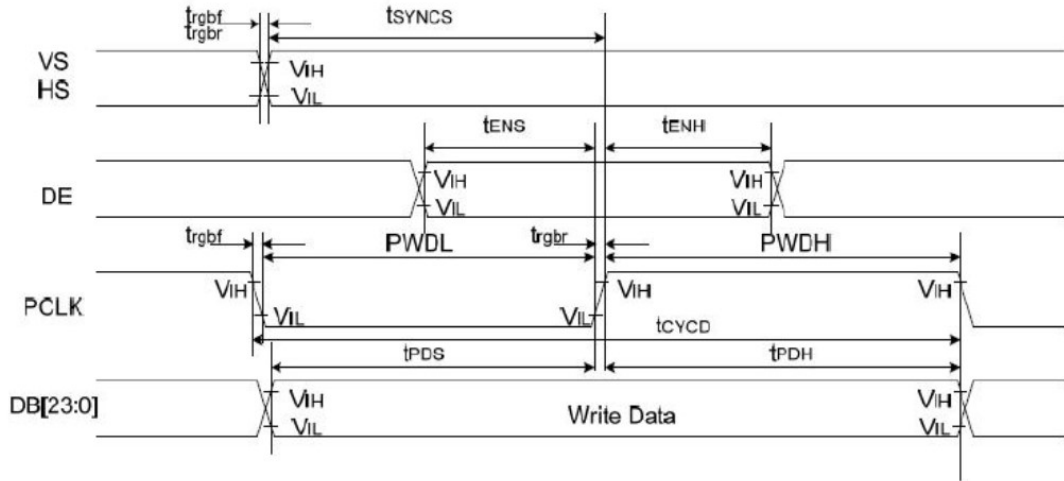 trgbf
trgbr
tSYNCS
VS
HS
VIH
VIL
tENS
tENH
DE
VIH
VIL
VIH
VIL
trgbf
PWDL
trgbr
PWDH
PCLK
VIH
VIL
VIL
VIH
VIH
tCYCD
tPDS
tPDH
DB[23:0]
VIH
VIL
Write Data
VIH
VIL